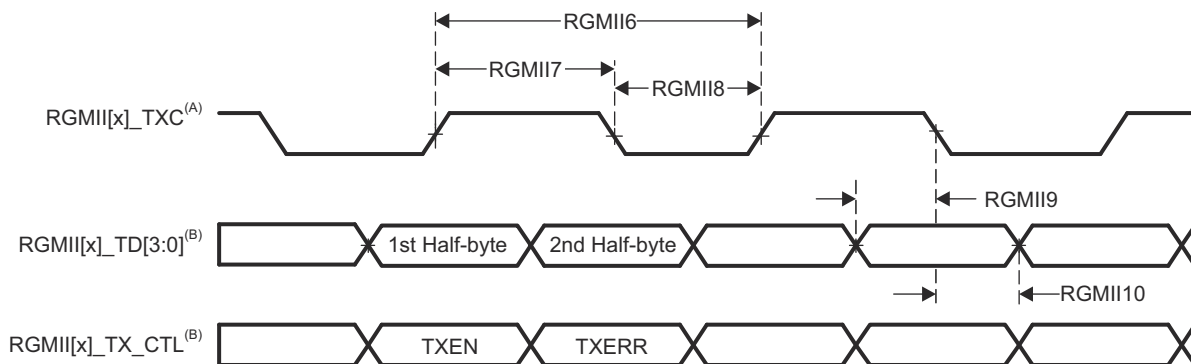 RGMII6
RGMII7
RGMII8
RGMII[x]_TXC(A)
RGMII9
RGMII[x]_TD[3:0](B)
1st Half-byte
2nd Half-byte
RGMII10
RGMII[x]_TX_CTL(B)
TXEN
TXERR